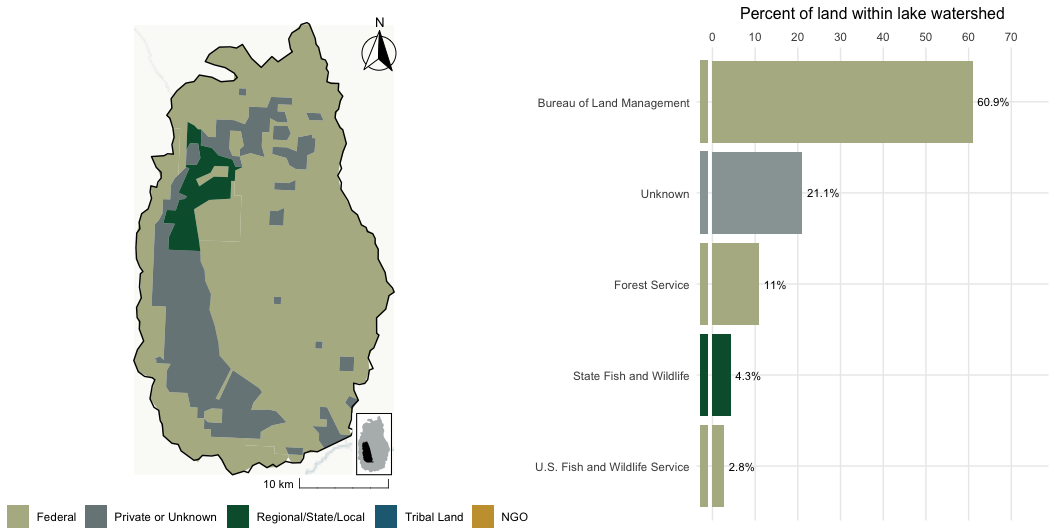 N
10 km
Federal
Private or Unknown
Regional/State/Local
Tribal Land
NGO
Percent of land within lake watershed
0 10 20 30 40 50 60 70
Bureau of Land Management 60.9%
Unknown 21.1%
Forest Service 11%
State Fish and Wildlife 4.3%
U.S. Fish and Wildlife Service 2.8%